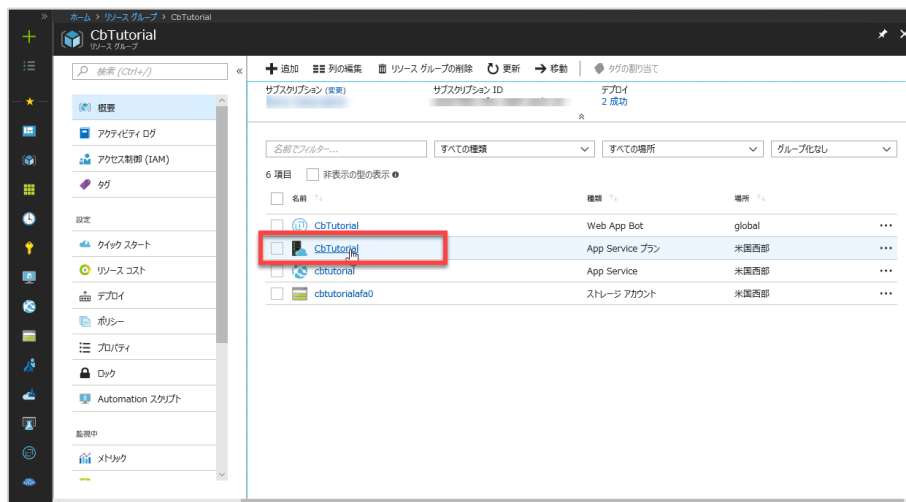 ホーム > リソース グループ > CbTutorial
CbTutorial
リソース グループ
検索 (Ctrl+/)
概要
アクティビティ ログ
アクセス制御 (IAM)
タグ
設定
クイック スタート
リソース コスト
デプロイ
ポリシー
プロパティ
ロック
Automation スクリプト
監視中
メトリック
追加 列の編集 リソース グループの削除 更新 移動 タグの割り当て
サブスクリプション (変更) サブスクリプション ID デプロイ
2 成功
名前でフィルター... すべての種類 すべての場所 グループ化なし
6 項目 非表示の型の表示
名前 種類 場所
CbTutorial Web App Bot global
CbTutorial App Service プラン 米国西部
cbtutorial App Service 米国西部
cbtutorialafa0 ストレージ アカウント 米国西部